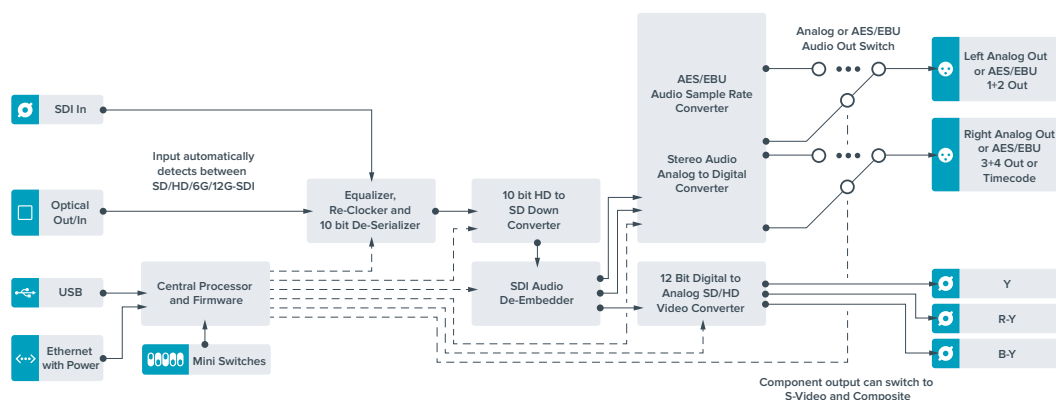 Analog or AES/EBU
Audio Out Switch
Left Analog Out
or AES/EBU
1+2 Out
AES/EBU
Audio Sample Rate
Converter
SDI In
Right Analog Out
or AES/EBU
3+4 Out or
Timecode
Input automatically
detects between
SD/HD/6G/12G-SDI
Stereo Audio
Analog to Digital
Converter
Optical
Out/In
Equalizer,
Re-Clocker and
10 bit De-Serializer
10 bit HD to
SD Down
Converter
USB
Central Processor
and Firmware
SDI Audio
De-Embedder
12 Bit Digital to
Analog SD/HD
Video Converter
Y
R-Y
B-Y
Ethernet
with Power
Mini Switches
Component output can switch to
S-Video and Composite